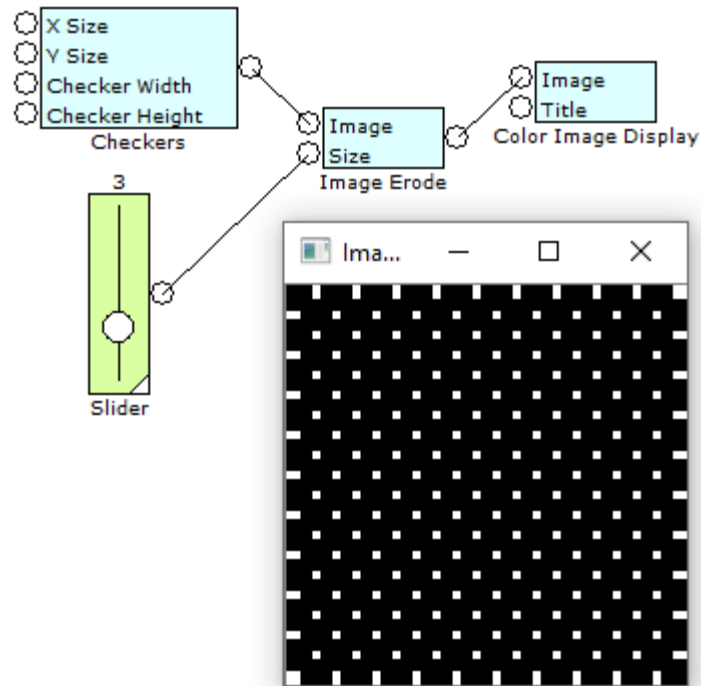 X Size
Y Size
Checker Width
Checker Height
Checkers
Image
Size
Image Erode
Image
Title
Color Image Display
3
Slider
Ima...